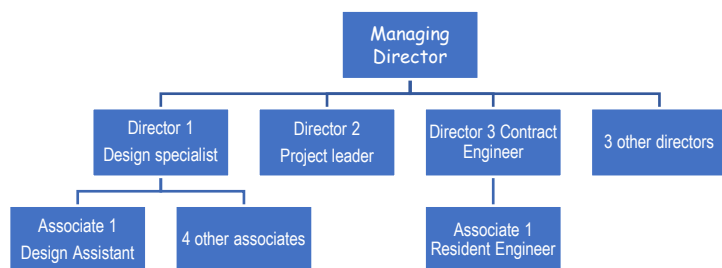 Managing
Director
Director 1
Design specialist
Director 2
Project leader
Director 3 Contract
Engineer
3 other directors
Associate 1
Design Assistant
4 other associates
Associate 1
Resident Engineer